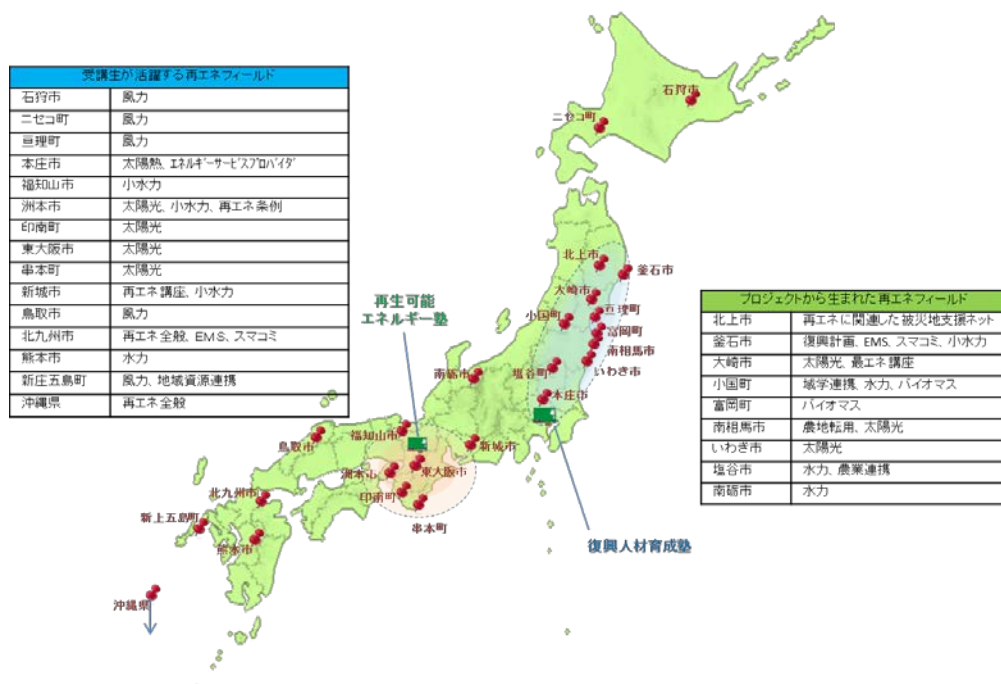 受講生が活躍する再エネフィールド
石狩市 風力
ニセコ町 風力
亘理町 風力
本庄市 太陽熱、エネルギーサービスプロバイダ
福知山市 小水力
洲本市 太陽光、小水力、再エネ条例
印南町 太陽光
東大阪市 太陽光
串本町 太陽光
新城市 再エネ講座、小水力
鳥取市 風力
北九州市 再エネ全般、EMS、スマコミ
熊本市 水力
新庄五島町 風力、地域資源連携
沖縄県 再エネ全般
石狩市
ニセコ町
北上市
釜石市
大崎市
亘理町
小国町
富岡町
南相馬市
いわき市
塩谷町
本庄市
南砺市
再生可能
エネルギー塾
福知山市
鳥取市
新城市
東大阪市
洲本市
印南町
串本町
北九州市
新上五島町
熊本市
沖縄県
復興人材育成塾
プロジェクトから生まれた再エネフィールド
北上市 再エネに関連した被災地支援ネット
釜石市 復興計画、EMS、スマコミ、小水力
大崎市 太陽光、最エネ講座
小国町 域学連携、水力、バイオマス
富岡町 バイオマス
南相馬市 農地転用、太陽光
いわき市 太陽光
塩谷市 水力、農業連携
南砺市 水力